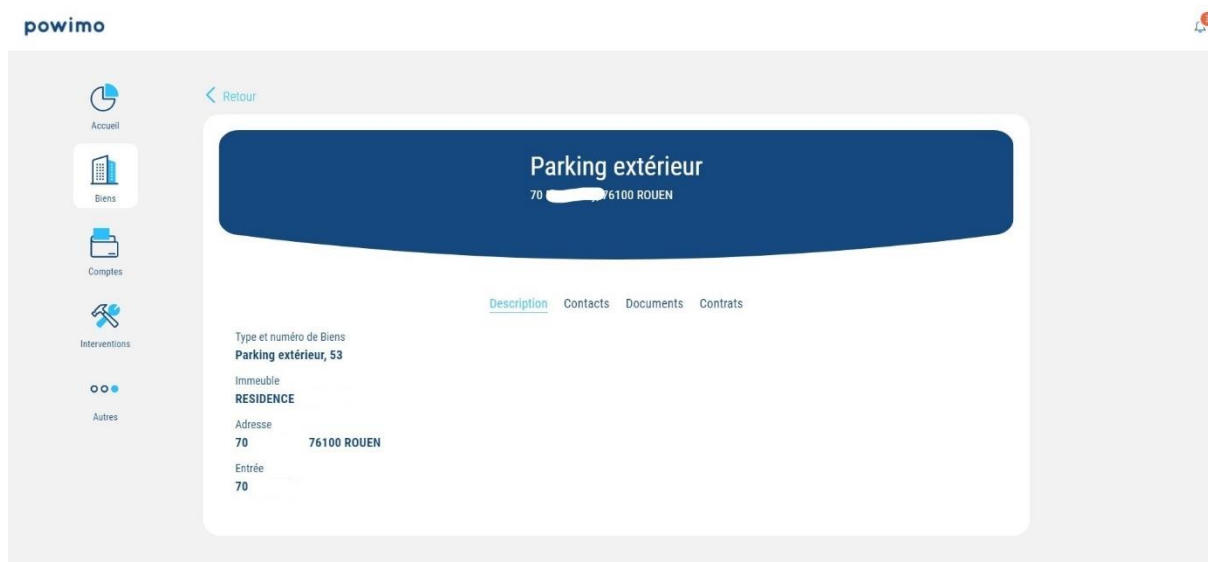 powimo
Retour
Accueil
Biens
Comptes
Interventions
Autres
Parking extérieur
70 76100 ROUEN
Description Contacts Documents Contrats
Type et numéro de Biens
Parking extérieur, 53
Immeuble
RESIDENCE
Adresse
70 76100 ROUEN
Entrée
70